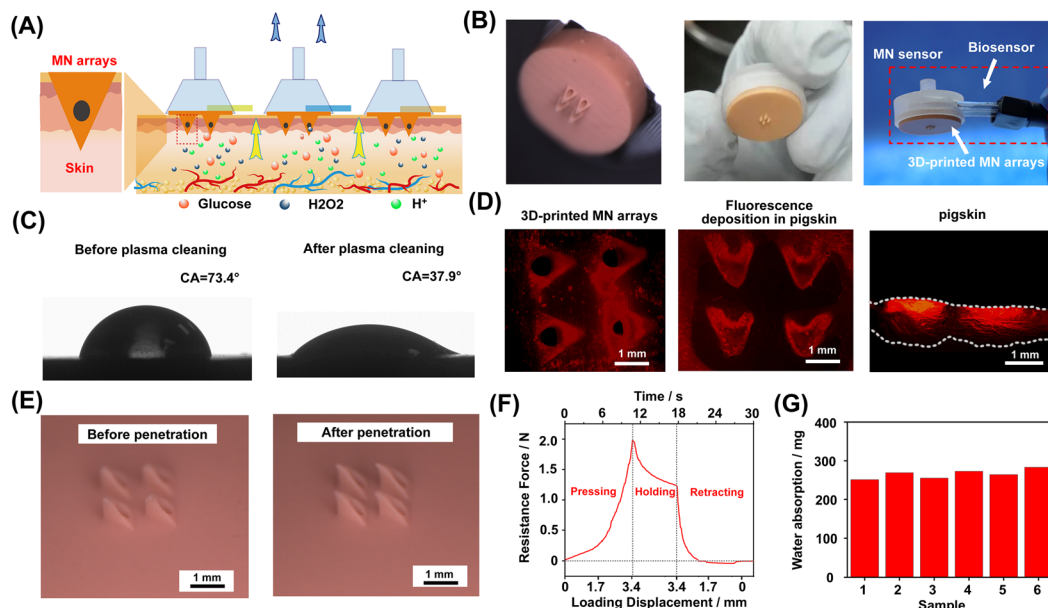 (A)
MN arrays
Skin
Glucose
H2O2
H⁺
(B)
MN sensor
Biosensor
3D-printed MN arrays
(C)
Before plasma cleaning
CA=73.4°
After plasma cleaning
CA=37.9°
(D)
3D-printed MN arrays
1 mm
Fluorescence
deposition in pigskin
1 mm
pigskin
1 mm
(E)
Before penetration
1 mm
After penetration
1 mm
(F)
Time / s
0 6 12 18 24 30
Resistance Force / N
2.0
1.5
1.0
0.5
0
Pressing
Holding
Retracting
0 1.7 3.4 3.4 1.7 0
Loading Displacement / mm
(G)
Water absorption / mg
400
300
200
100
0
1 2 3 4 5 6
Sample